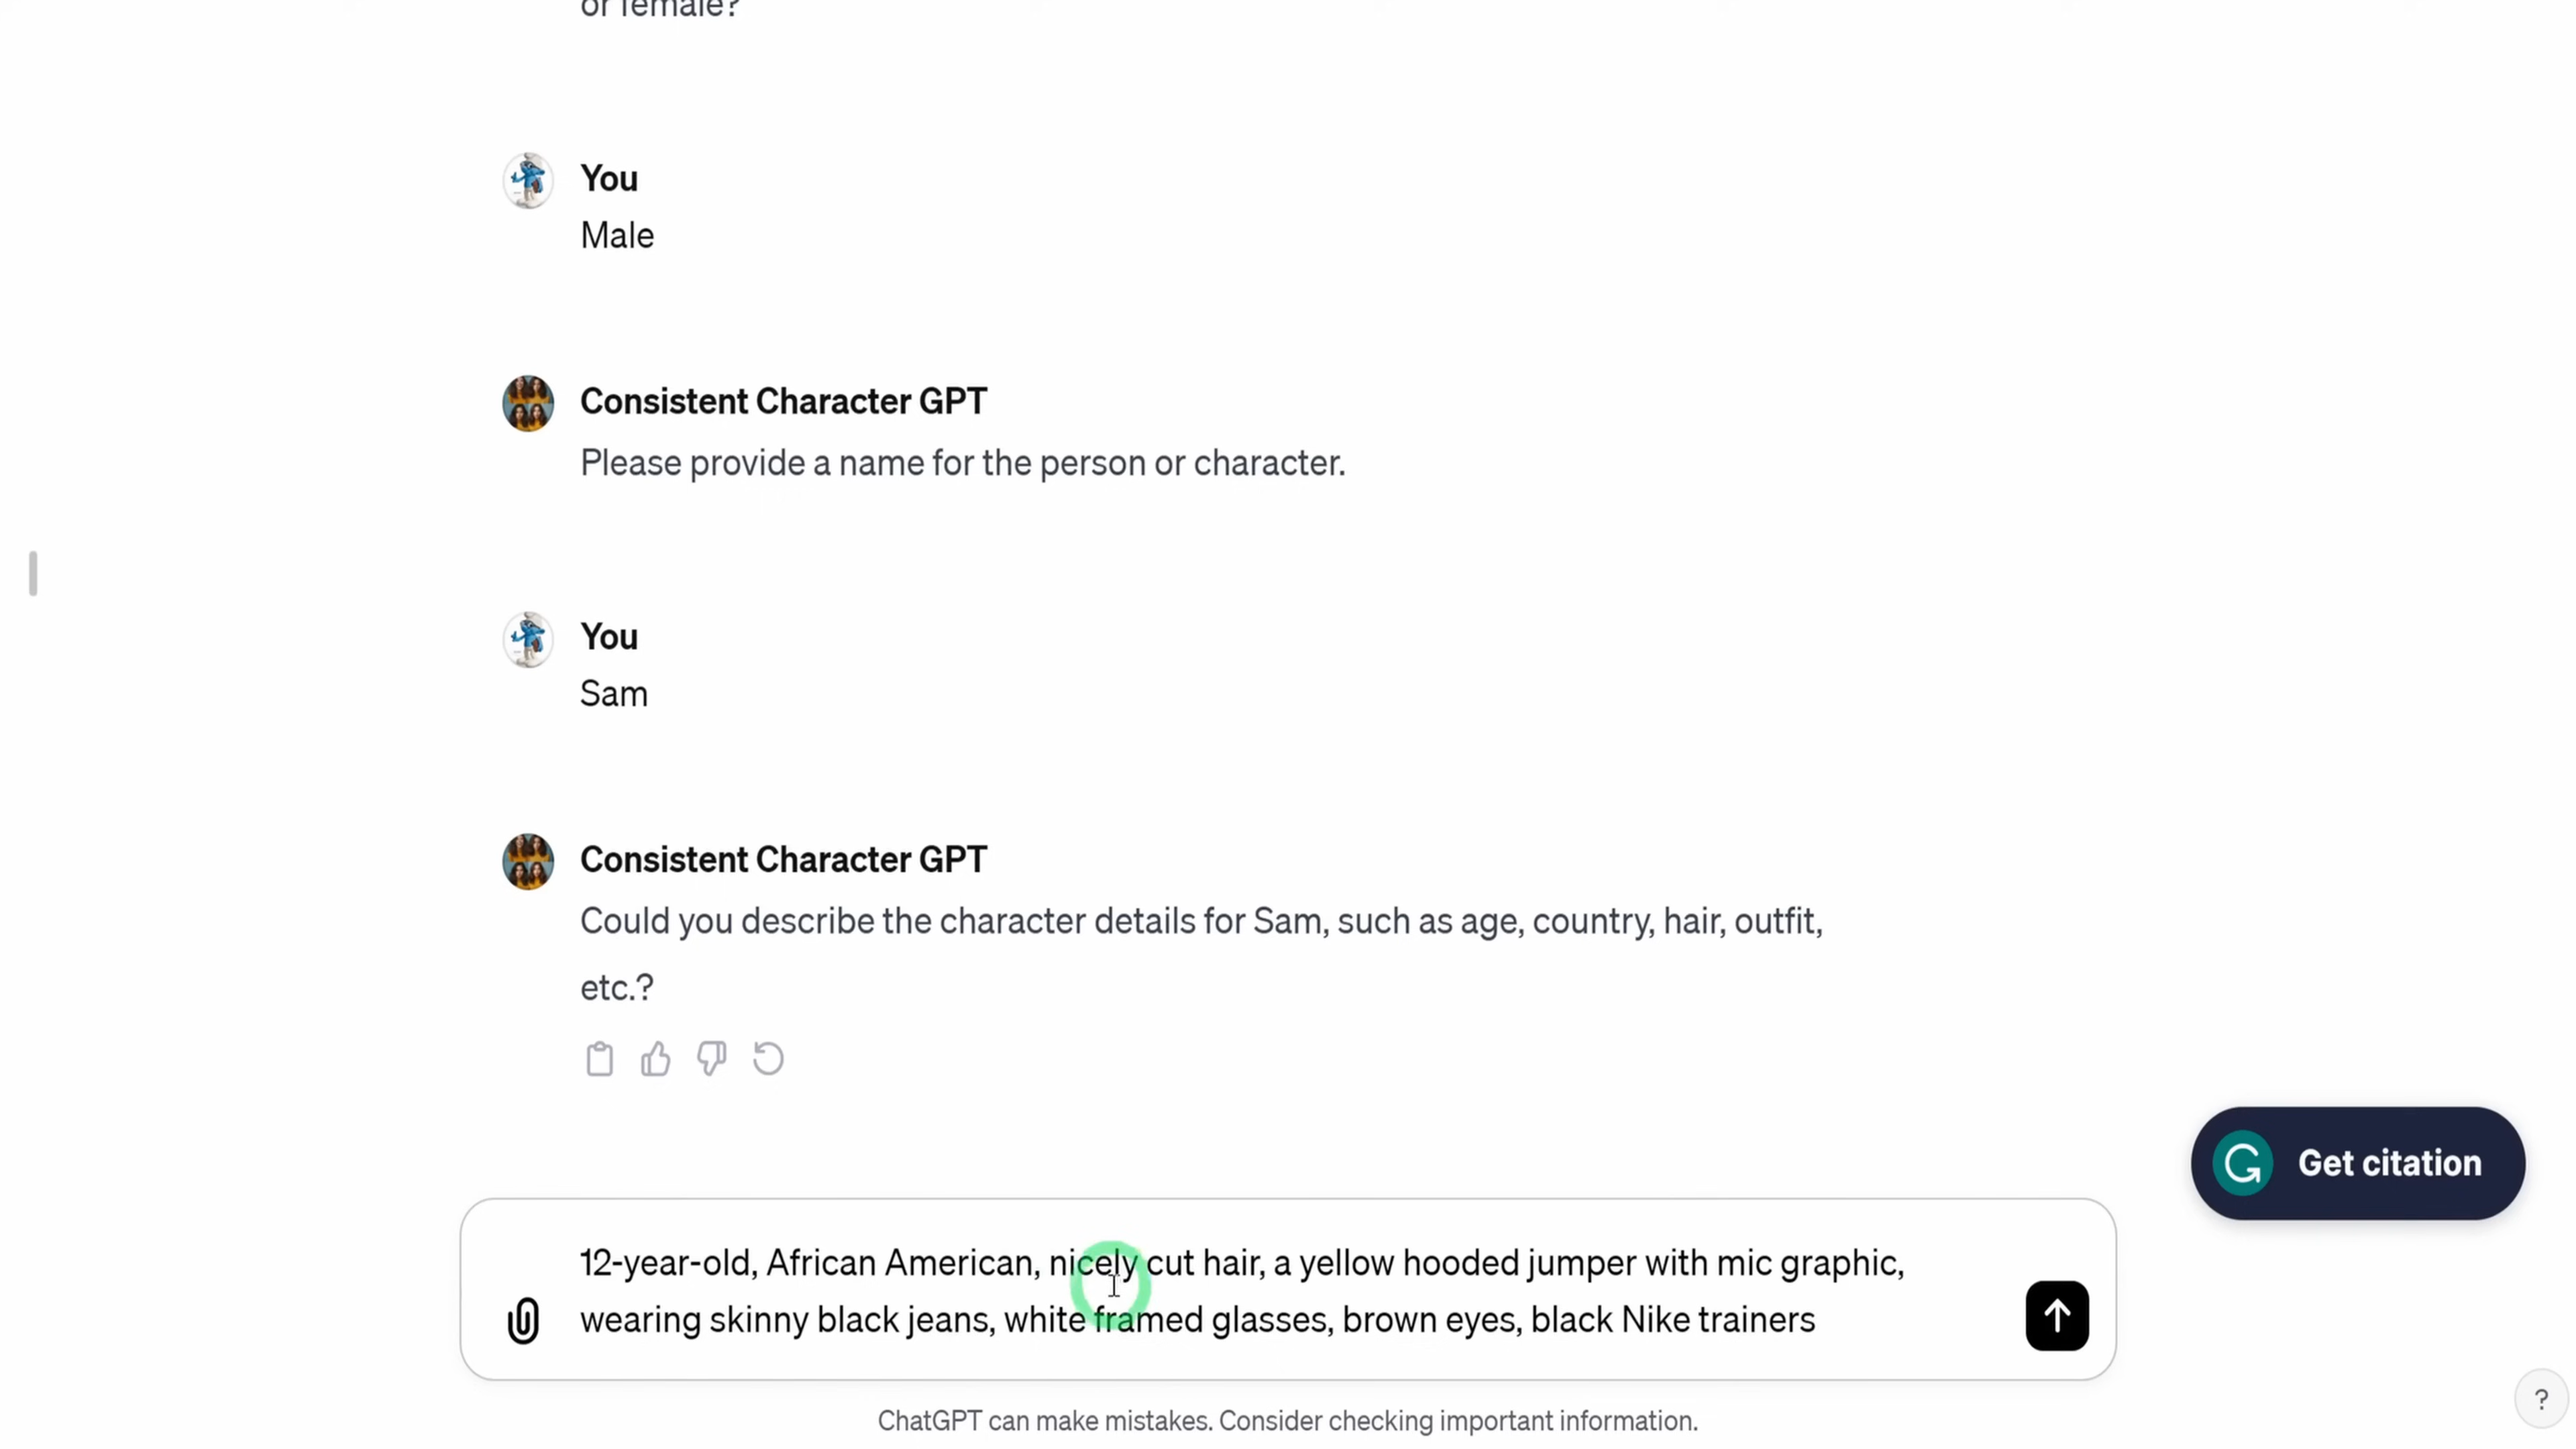 or female?
You
Male
Consistent Character GPT
Please provide a name for the person or character.
You
Sam
Consistent Character GPT
Could you describe the character details for Sam, such as age, country, hair, outfit,
etc.?
Get citation
12-year-old, African American, nicely cut hair, a yellow hooded jumper with mic graphic,
wearing skinny black jeans, white framed glasses, brown eyes, black Nike trainers
ChatGPT can make mistakes. Consider checking important information.
?